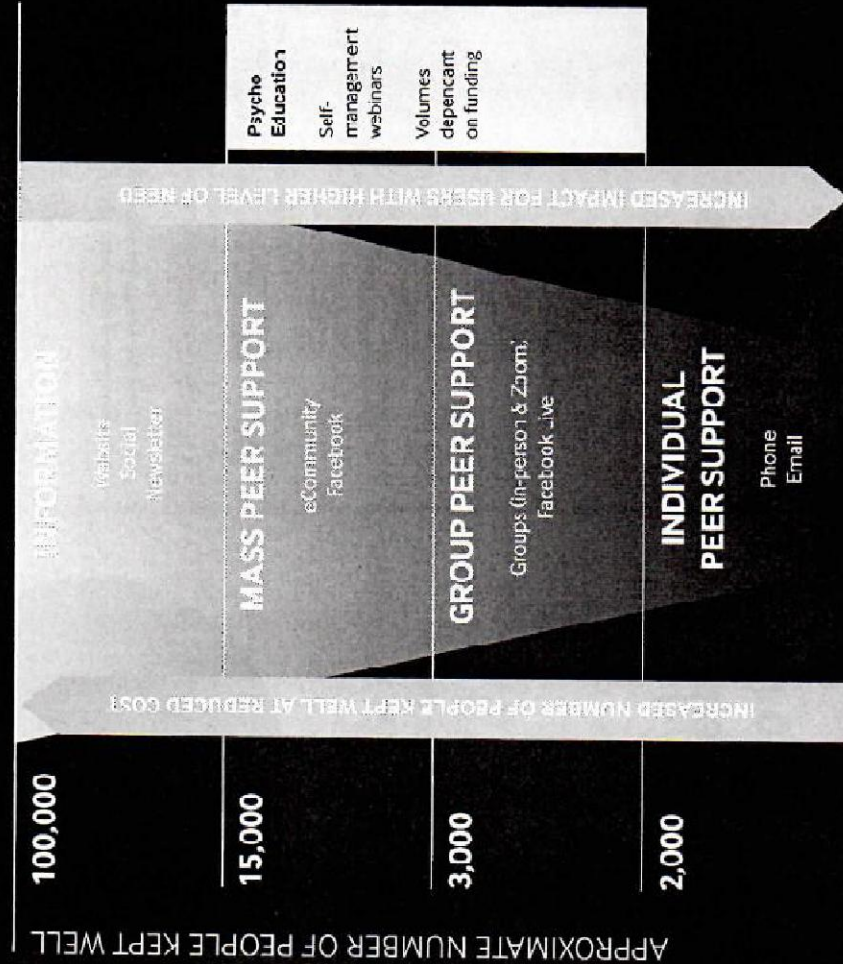 APPROXIMATE NUMBER OF PEOPLE KEPT WELL
100,000
15,000
3,000
2,000
INCREASED NUMBER OF PEOPLE KEPT WELL AT REDUCED COST
INFORMATION
Website
Social
Newsletter
MASS PEER SUPPORT
eCommunity
Facebook
GROUP PEER SUPPORT
Groups (in-person & Zoom)
Facebook Live
INDIVIDUAL
PEER SUPPORT
Phone
Email
INCREASED IMPACT FOR USERS WITH HIGHER LEVEL OF NEED
Psycho
Education
Self-
management
webinars
Volumes
dependant
on funding